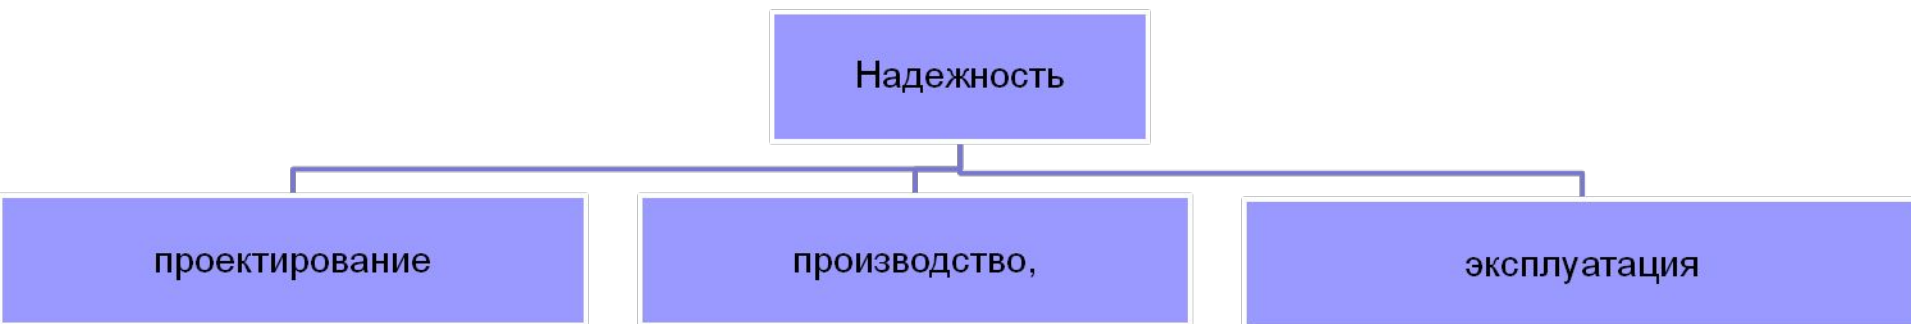 Надежность
проектирование
производство,
эксплуатация